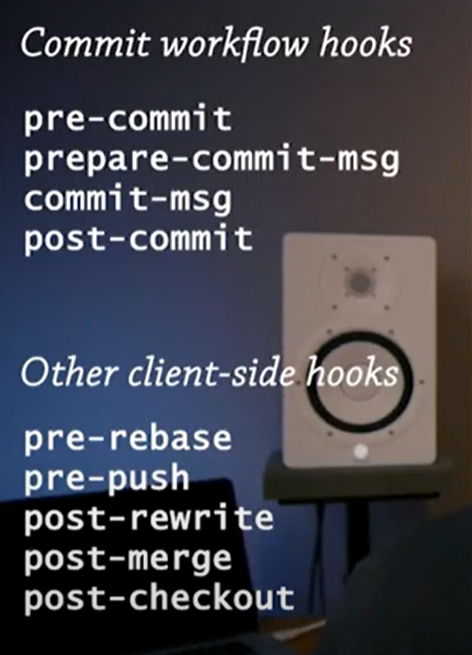 Commit workflow hooks
pre-commit
prepare-commit-msg
commit-msg
post-commit
Other client-side hooks
pre-rebase
pre-push
post-rewrite
post-merge
post-checkout